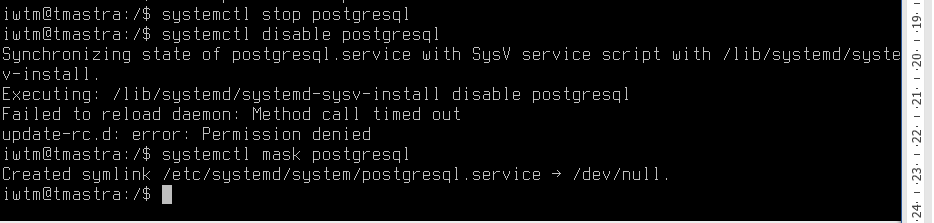 iwtm@tmastra:/$ systemctl stop postgresql
iwtm@tmastra:/$ systemctl disable postgresql
Synchronizing state of postgresql.service with SysV service script with /lib/systemd/syste
v-install.
Executing: /lib/systemd/systemd-sysv-install disable postgresql
Failed to reload daemon: Method call timed out
update-rc.d: error: Permission denied
iwtm@tmastra:/$ systemctl mask postgresql
Created symlink /etc/systemd/system/postgresql.service → /dev/null.
iwtm@tmastra:/$
19
20
21
22
23
24